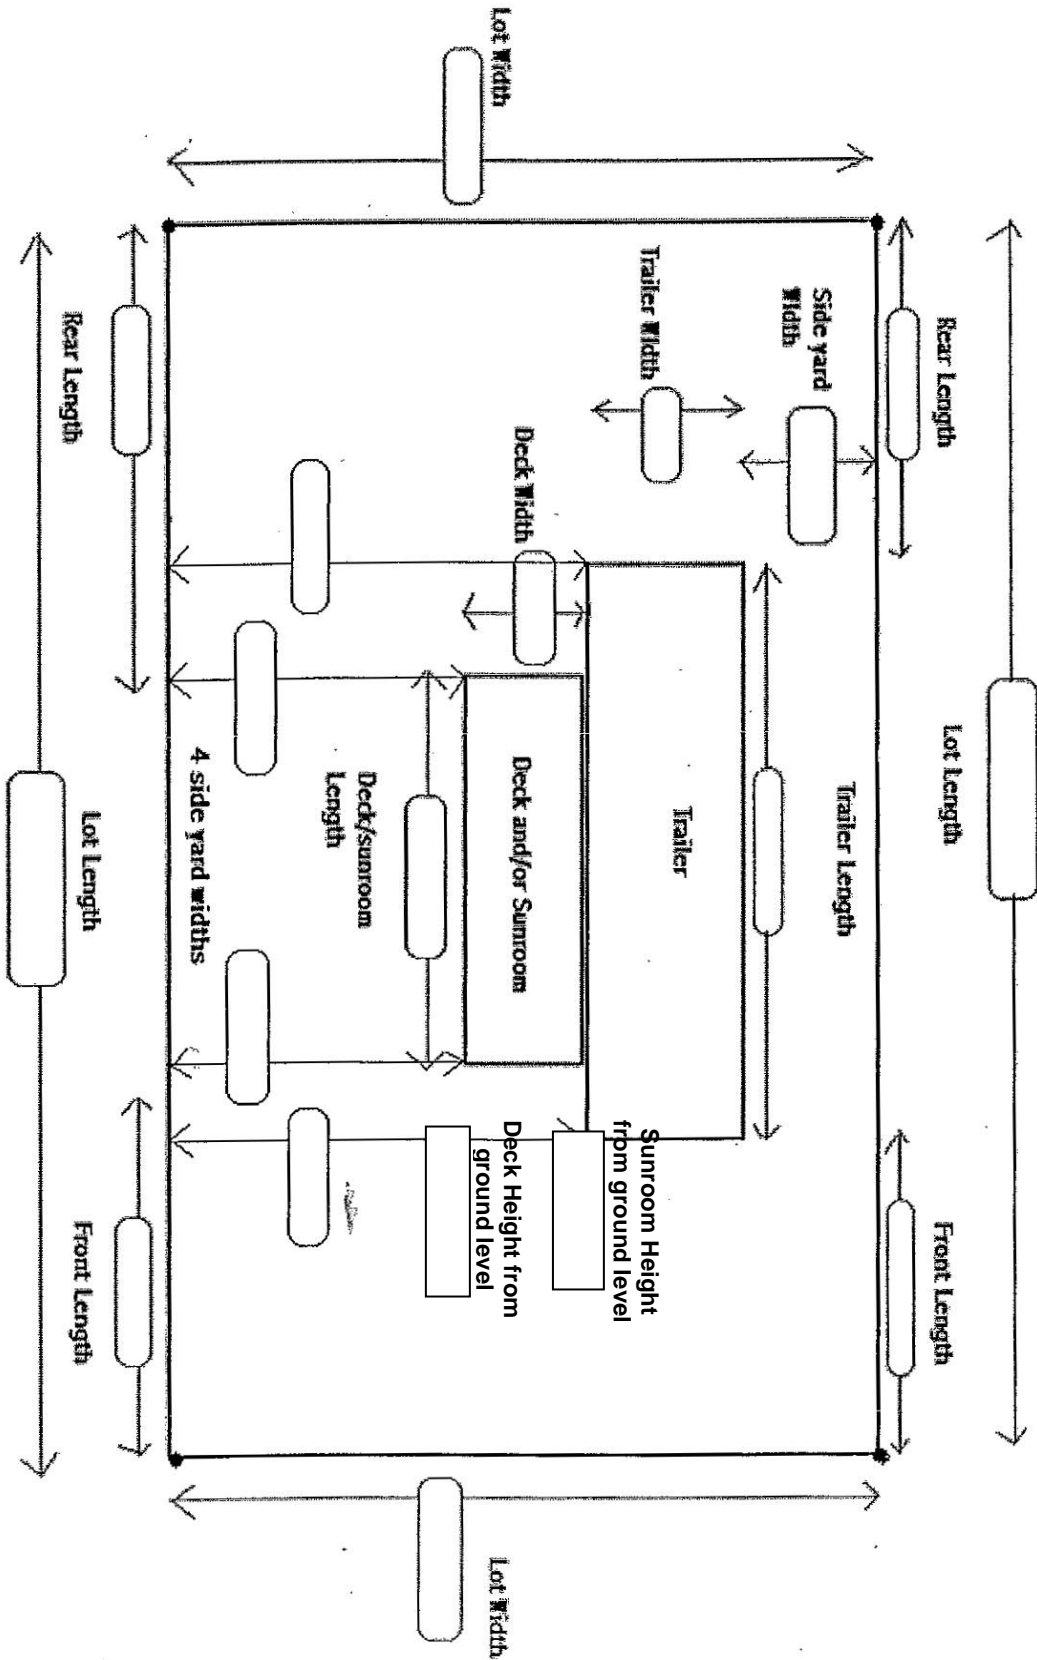 Lot Length
Rear Length
Front Length
Trailer Length
Side yard
Width
Trailer Width
Trailer
Sunroom Height
from ground level
Deck Width
Deck and/or Sunroom
Deck Height from
ground level
Lot Width
Lot Width
Deck/sunroom
Length
4 side yard widths
Rear Length
Lot Length
Front Length